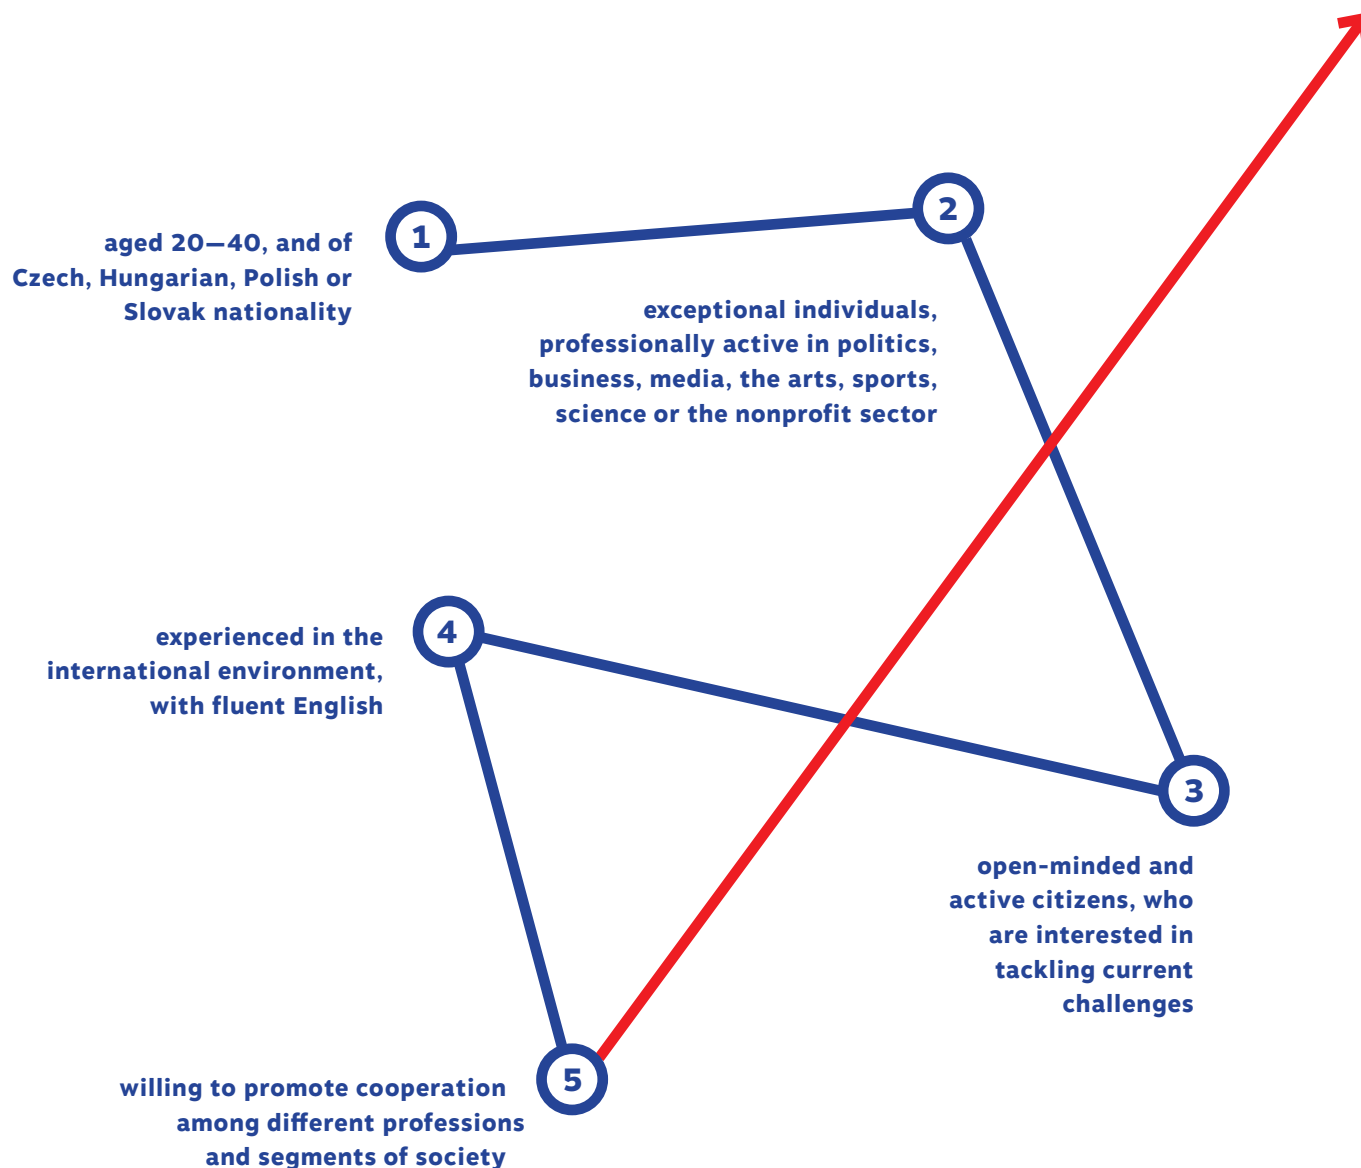 1
aged 20—40, and of
Czech, Hungarian, Polish or
Slovak nationality
2
exceptional individuals,
professionally active in politics,
business, media, the arts, sports,
science or the nonprofit sector
3
open-minded and
active citizens, who
are interested in
tackling current
challenges
4
experienced in the
international environment,
with fluent English
5
willing to promote cooperation
among different professions
and segments of society